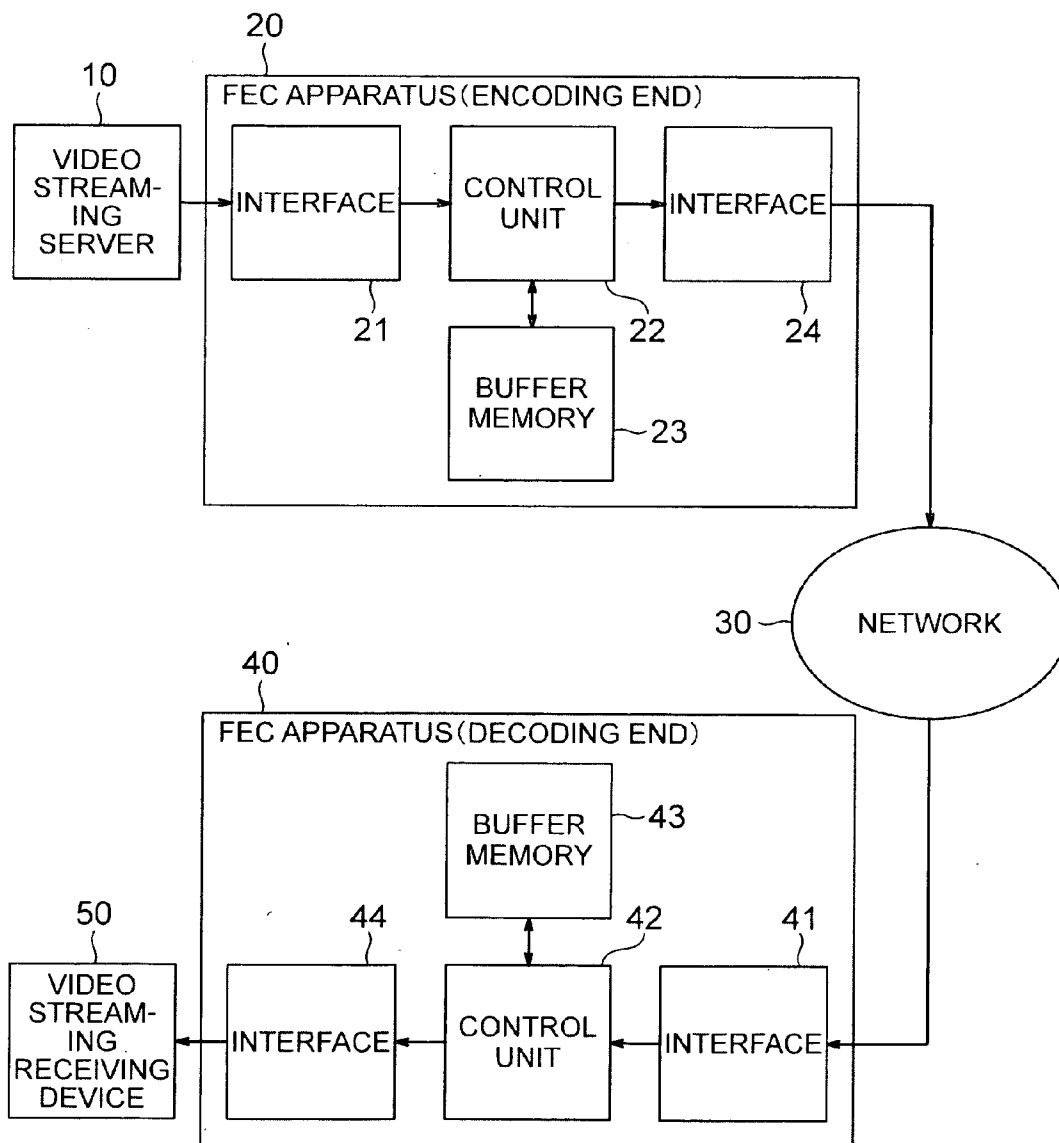 20
10
FEC APPARATUS(ENCODING END)
VIDEO
STREAM-
ING
SERVER
INTERFACE
CONTROL
UNIT
INTERFACE
21
22
24
BUFFER
MEMORY
23
30
NETWORK
40
FEC APPARATUS(DECODING END)
BUFFER
MEMORY
43
50
44
42
41
VIDEO
STREAM-
ING
RECEIVING
DEVICE
INTERFACE
CONTROL
UNIT
INTERFACE